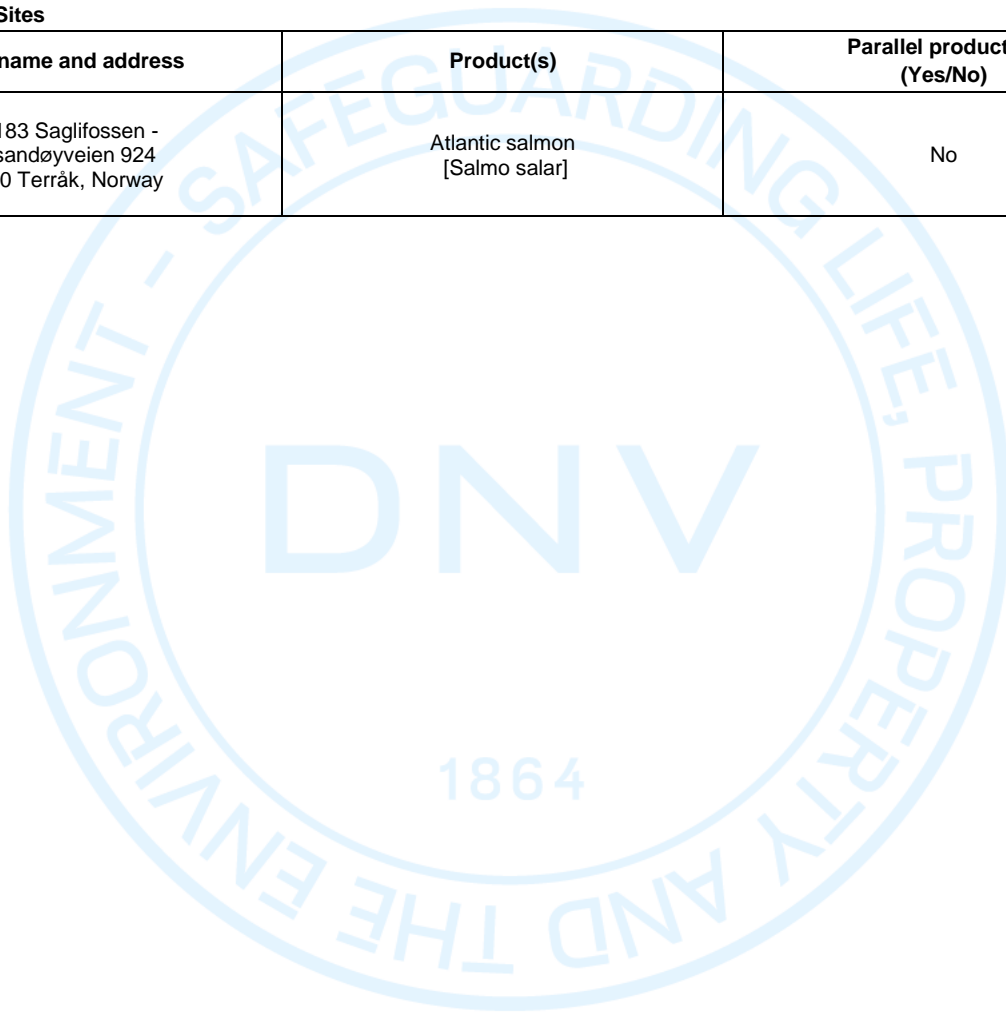 Sites
name and address Product(s) Parallel product
(Yes/No)
183 Saglifossen -
sandøyveien 924
0 Terråk, Norway
Atlantic salmon
[Salmo salar]
No
SAFEGUARDING LIFE, PROPERTY AND THE ENVIRONMENT -
DNV
1864